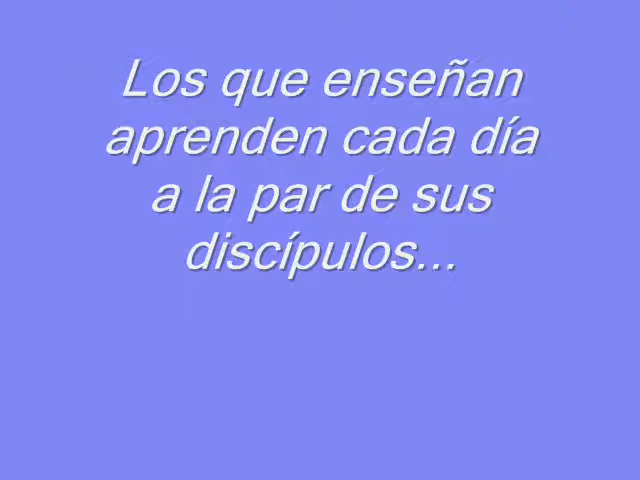 Los que enseñan
aprenden cada día
a la par de sus
discípulos...